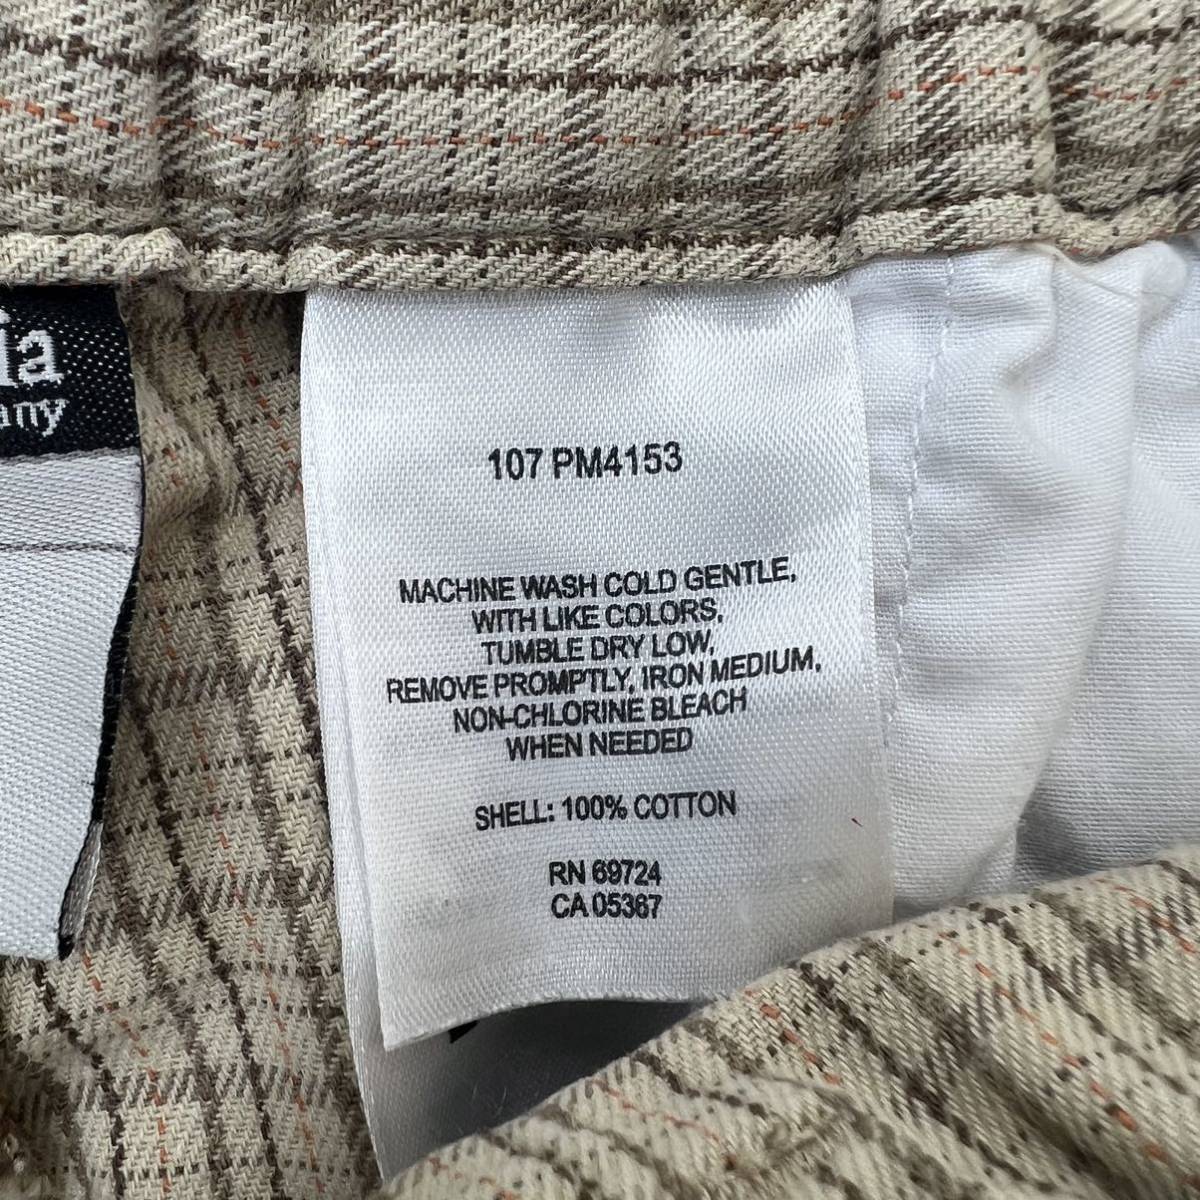 107 PM4153
MACHINE WASH COLD GENTLE,
WITH LIKE COLORS,
TUMBLE DRY LOW,
REMOVE PROMPTLY, IRON MEDIUM,
NON-CHLORINE BLEACH
WHEN NEEDED
SHELL: 100% COTTON
RN 69724
CA 05367